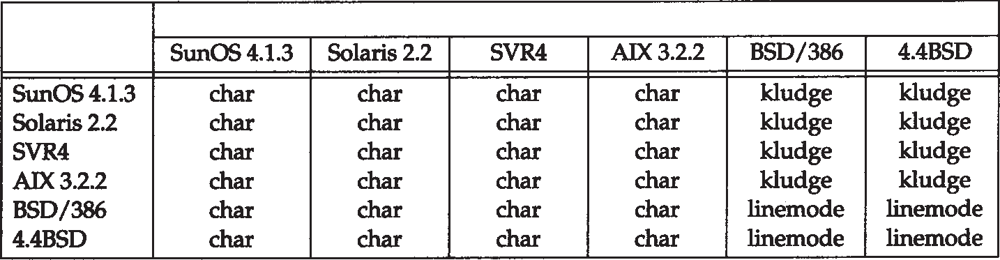 SunOS 4.1.3 Solaris 2.2 SVR4 AIX 3.2.2 BSD/386 4.4BSD
SunOS 4.1.3 char char char char kludge kludge
Solaris 2.2 char char char char kludge kludge
SVR4 char char char char kludge kludge
AIX 3.2.2 char char char char kludge kludge
BSD/386 char char char char linemode linemode
4.4BSD char char char char linemode linemode